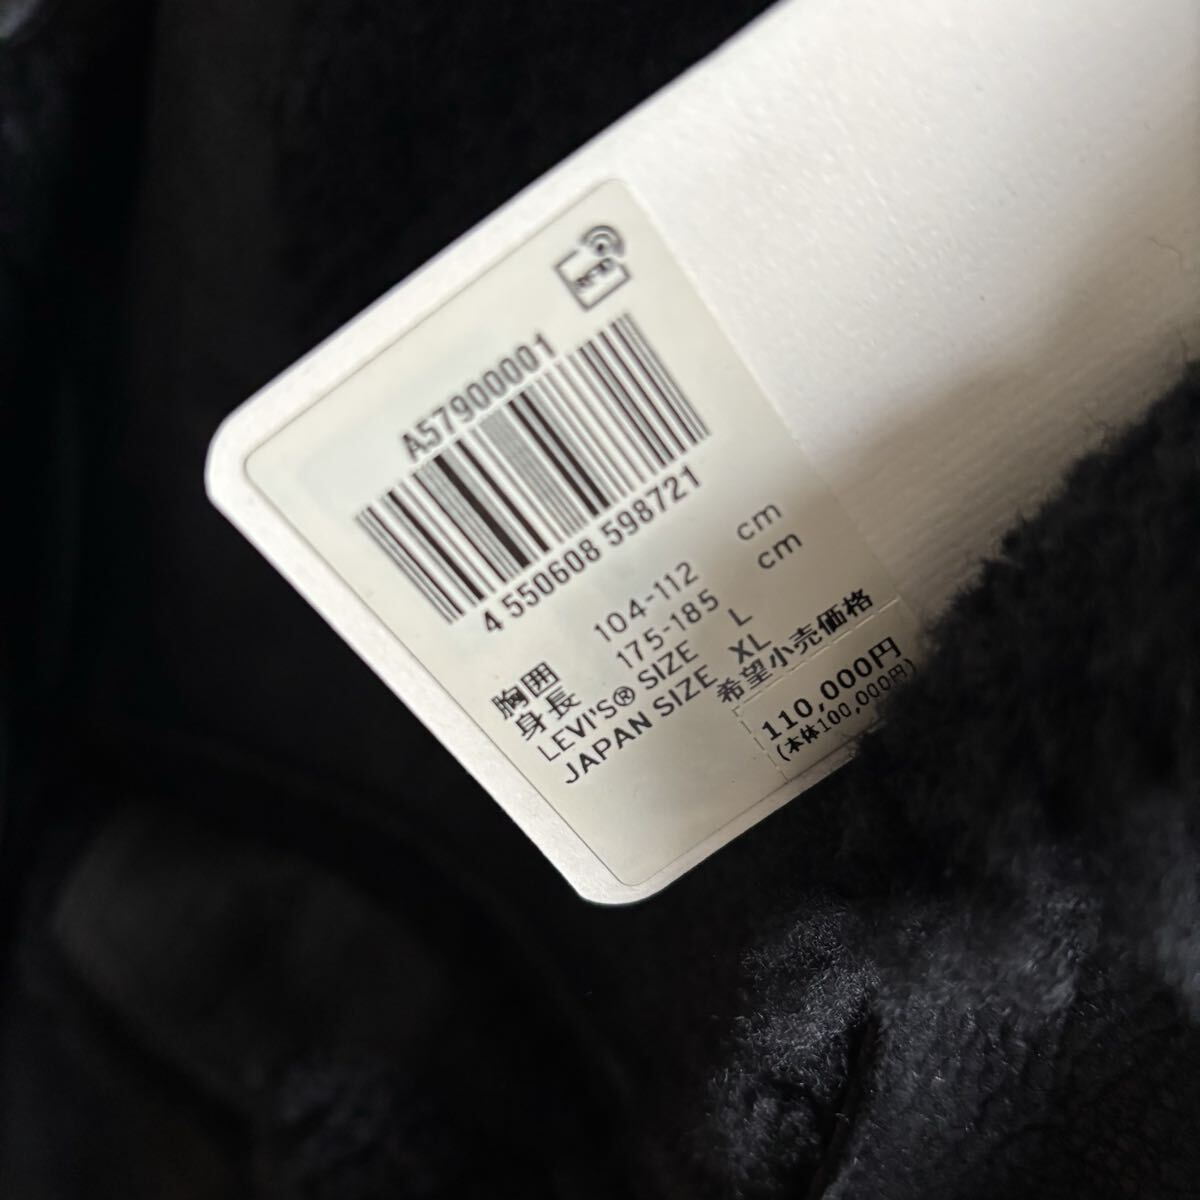 RFID
A57900001
4 550608 598721
胸囲 104-112 cm
身長 175-185 cm
LEVI'S® SIZE L
JAPAN SIZE XL
希望小売価格
110,000円
(本体100,000円)